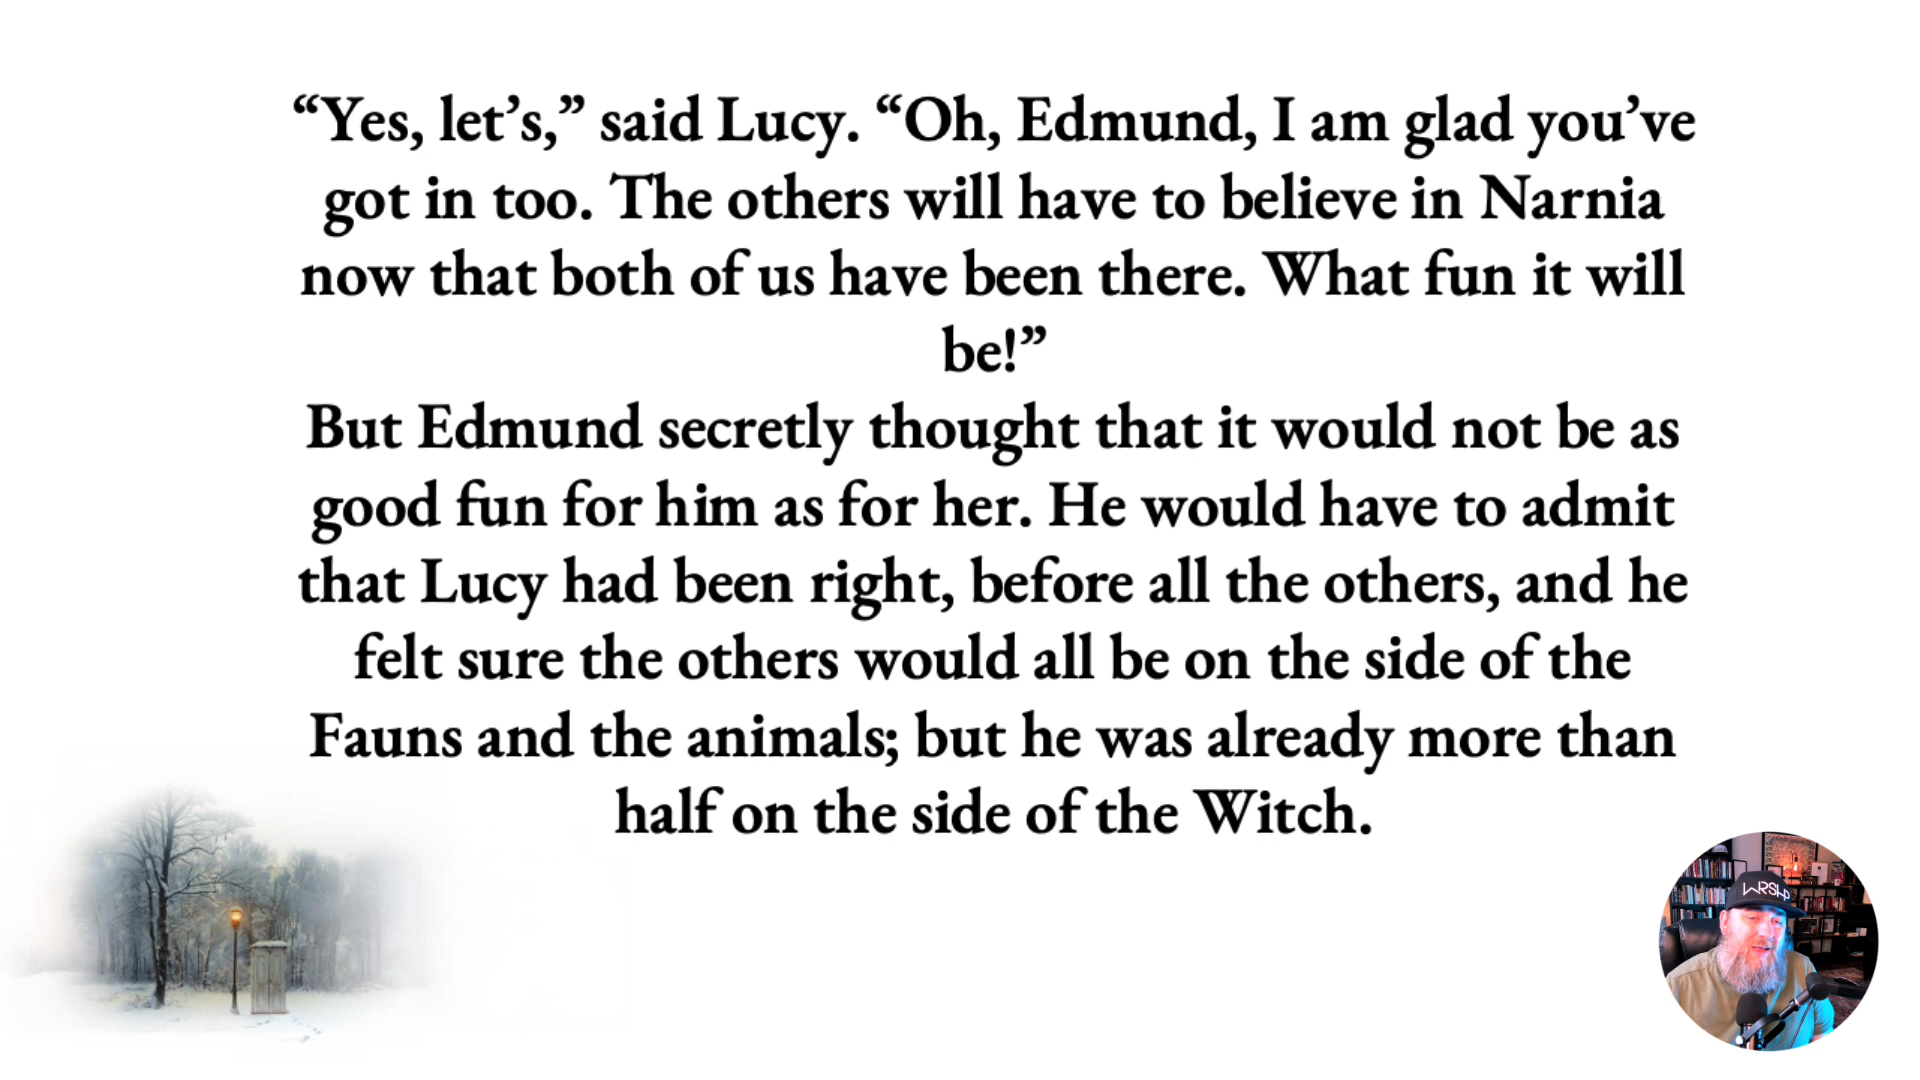 “Yes, let’s,” said Lucy. “Oh, Edmund, I am glad you’ve
got in too. The others will have to believe in Narnia
now that both of us have been there. What fun it will
be!”
But Edmund secretly thought that it would not be as
good fun for him as for her. He would have to admit
that Lucy had been right, before all the others, and he
felt sure the others would all be on the side of the
Fauns and the animals; but he was already more than
half on the side of the Witch.
WRSHP